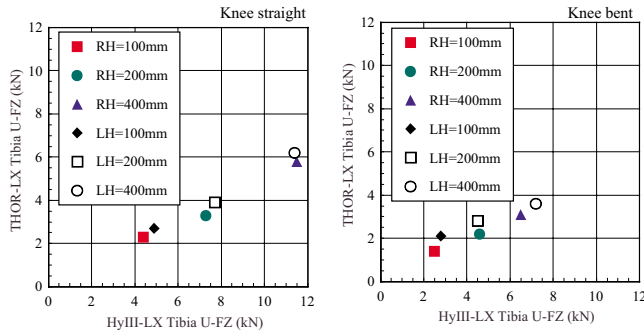 Knee straight
12
10
8
6
4
2
0
THOR-LX Tibia U-FZ (kN)
RH=100mm
RH=200mm
RH=400mm
LH=100mm
LH=200mm
LH=400mm
0 2 4 6 8 10 12
HyIII-LX Tibia U-FZ (kN)
Knee bent
12
10
8
6
4
2
0
THOR-LX Tibia U-FZ (kN)
RH=100mm
RH=200mm
RH=400mm
LH=100mm
LH=200mm
LH=400mm
0 2 4 6 8 10 12
HyIII-LX Tibia U-FZ (kN)